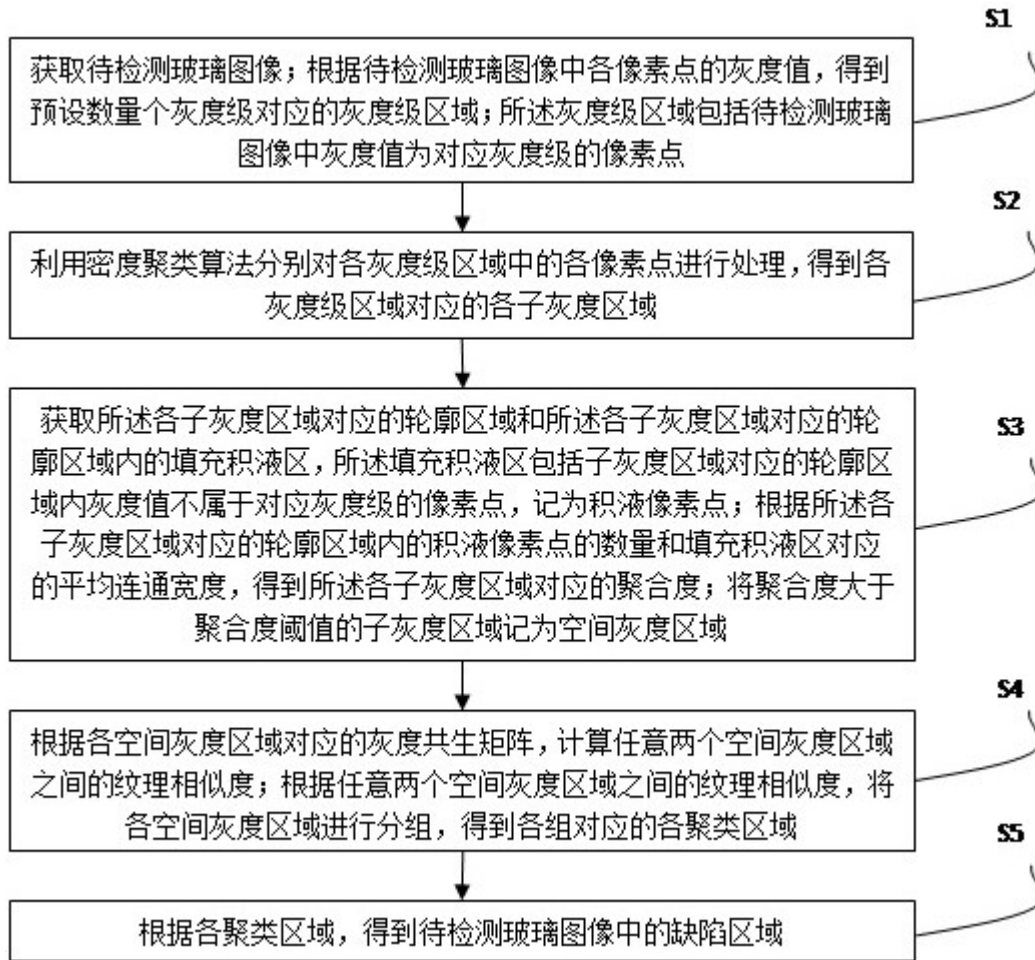 S1
获取待检测玻璃图像；根据待检测玻璃图像中各像素点的灰度值，得到
预设数量个灰度级对应的灰度级区域；所述灰度级区域包括待检测玻璃
图像中灰度值为对应灰度级的像素点
S2
利用密度聚类算法分别对各灰度级区域中的各像素点进行处理，得到各
灰度级区域对应的各子灰度区域
S3
获取所述各子灰度区域对应的轮廓区域和所述各子灰度区域对应的轮
廓区域内的填充积液区，所述填充积液区包括子灰度区域对应的轮廓区
域内灰度值不属于对应灰度级的像素点，记为积液像素点；根据所述各
子灰度区域对应的轮廓区域内的积液像素点的数量和填充积液区对应
的平均连通宽度，得到所述各子灰度区域对应的聚合度；将聚合度大于
聚合度阈值的子灰度区域记为空间灰度区域
S4
根据各空间灰度区域对应的灰度共生矩阵，计算任意两个空间灰度区域
之间的纹理相似度；根据任意两个空间灰度区域之间的纹理相似度，将
各空间灰度区域进行分组，得到各组对应的各聚类区域
S5
根据各聚类区域，得到待检测玻璃图像中的缺陷区域